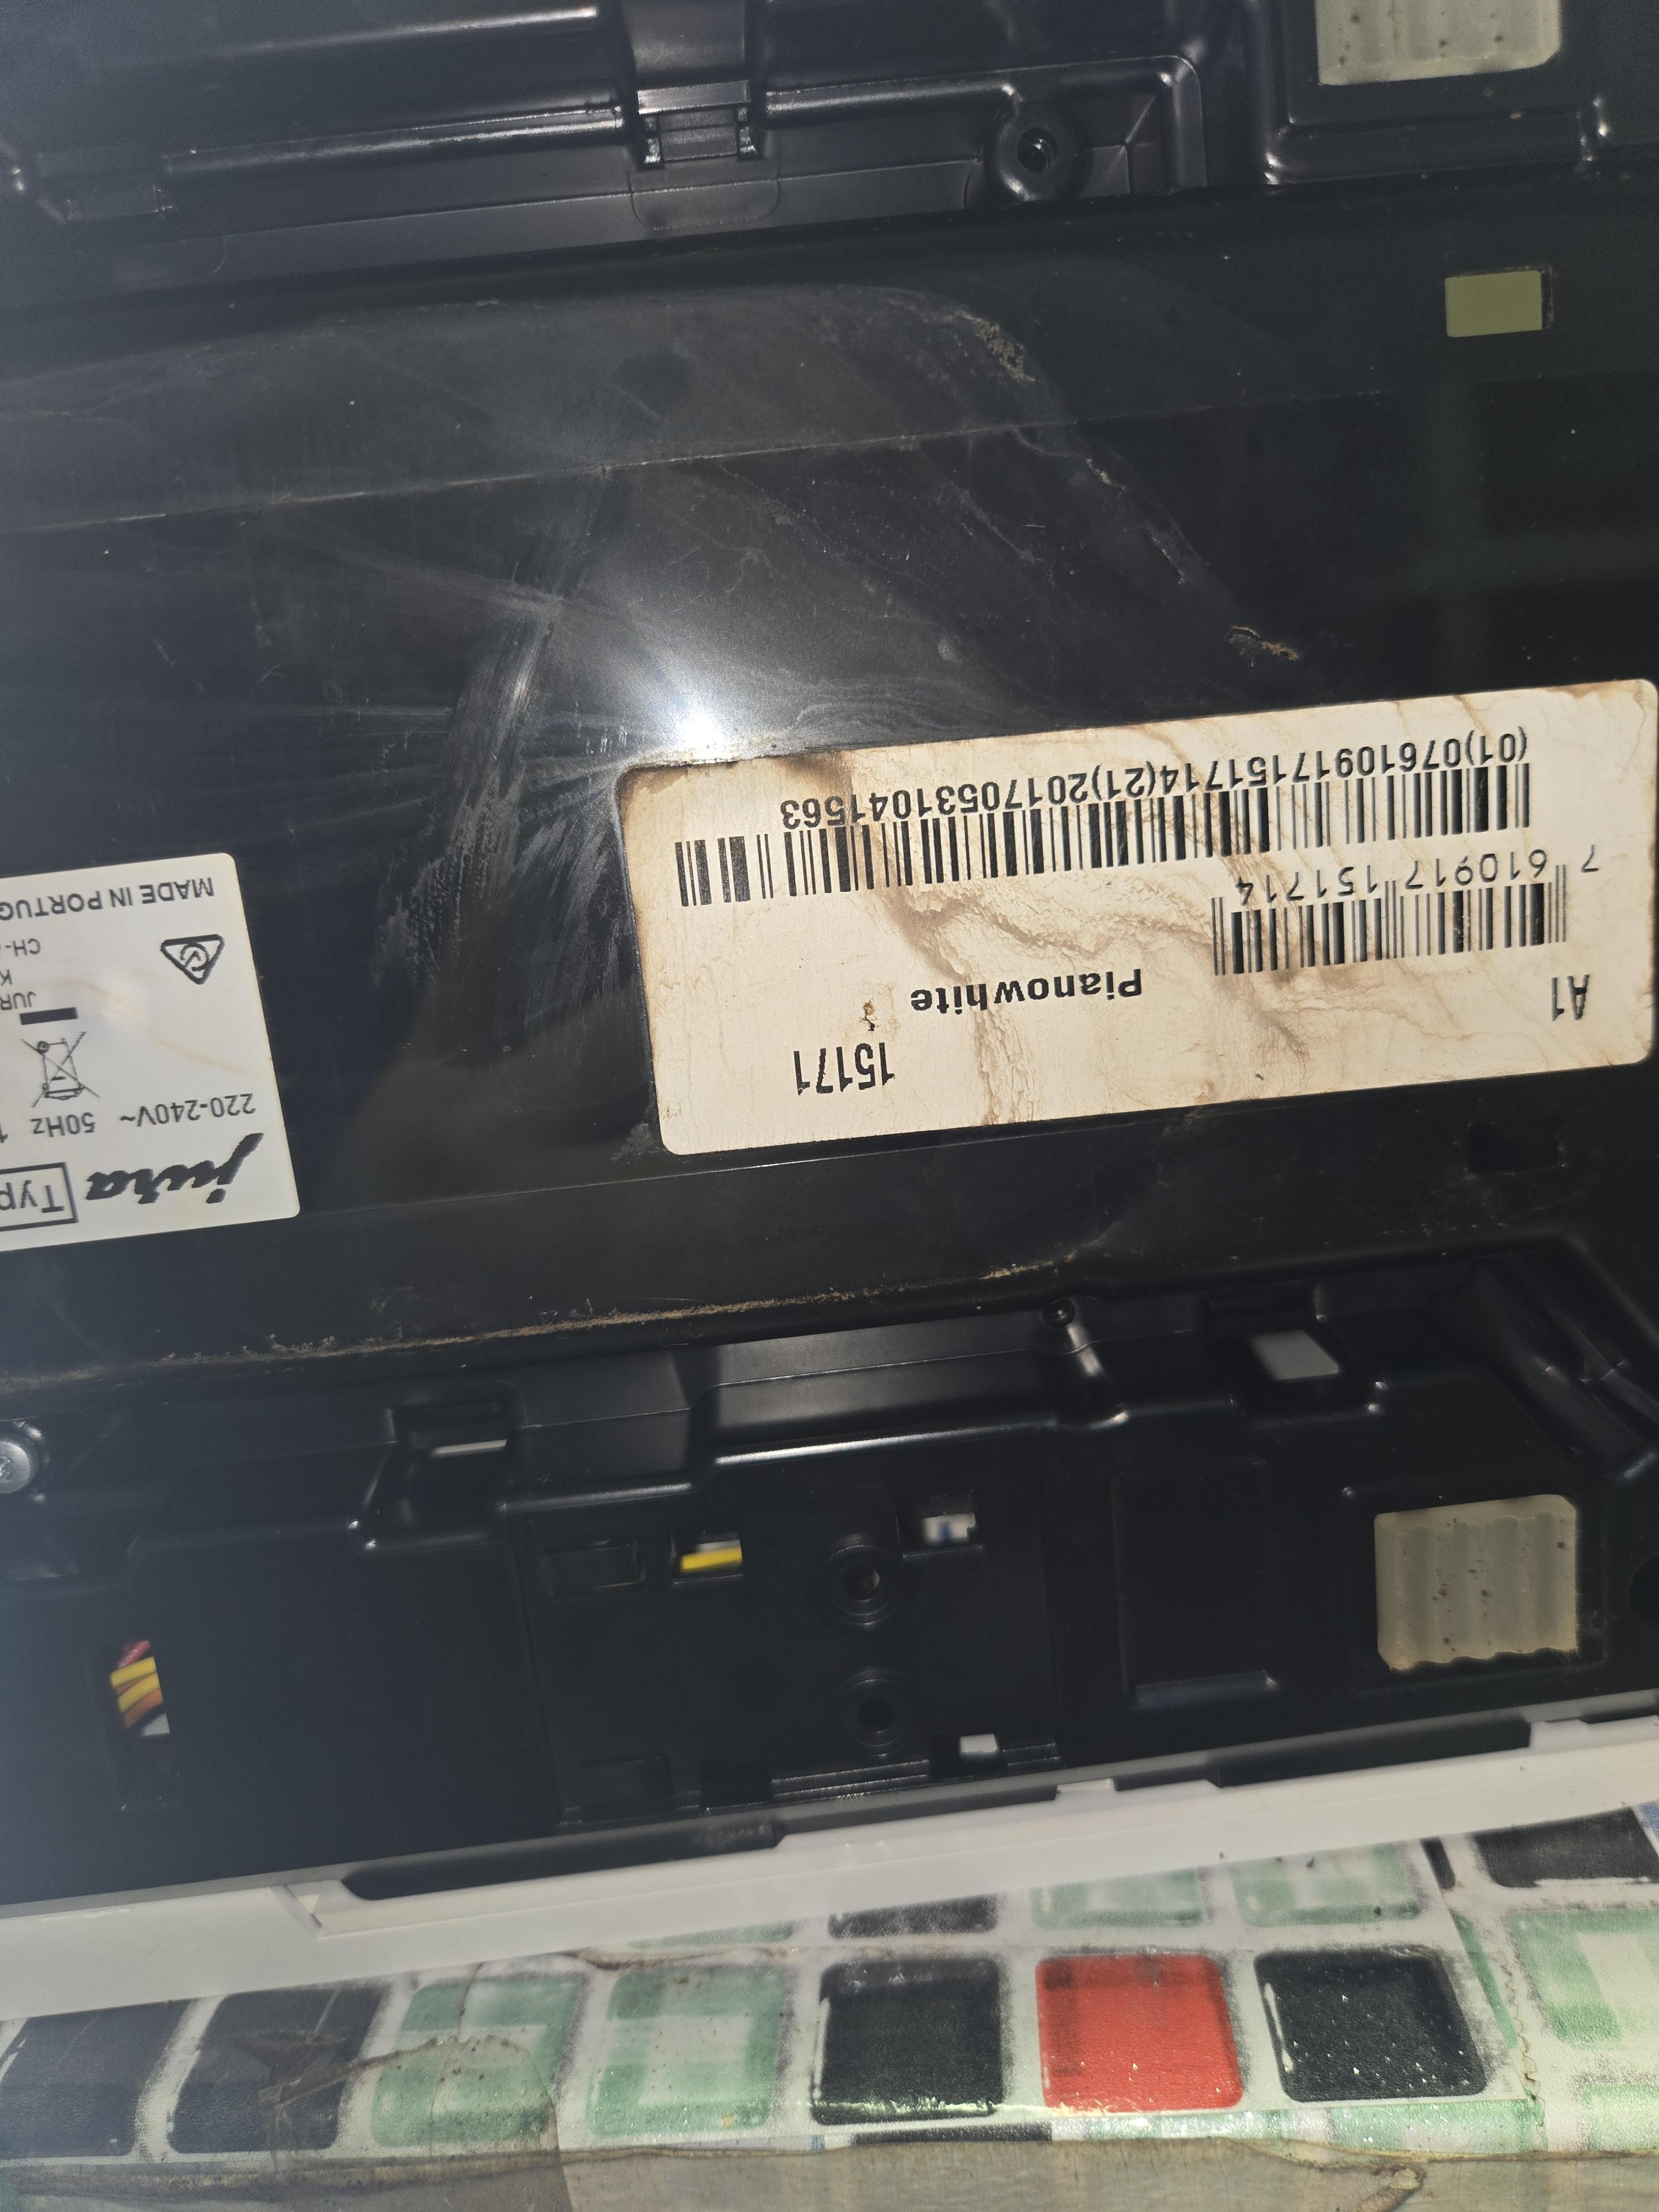 A1
15171
Pianowhite
7 610917 151714
(01)07610917151714(21)2017053104​1563
jura
Typ
220-240V~ 50Hz
JUR
K
CH-
MADE IN PORTUG